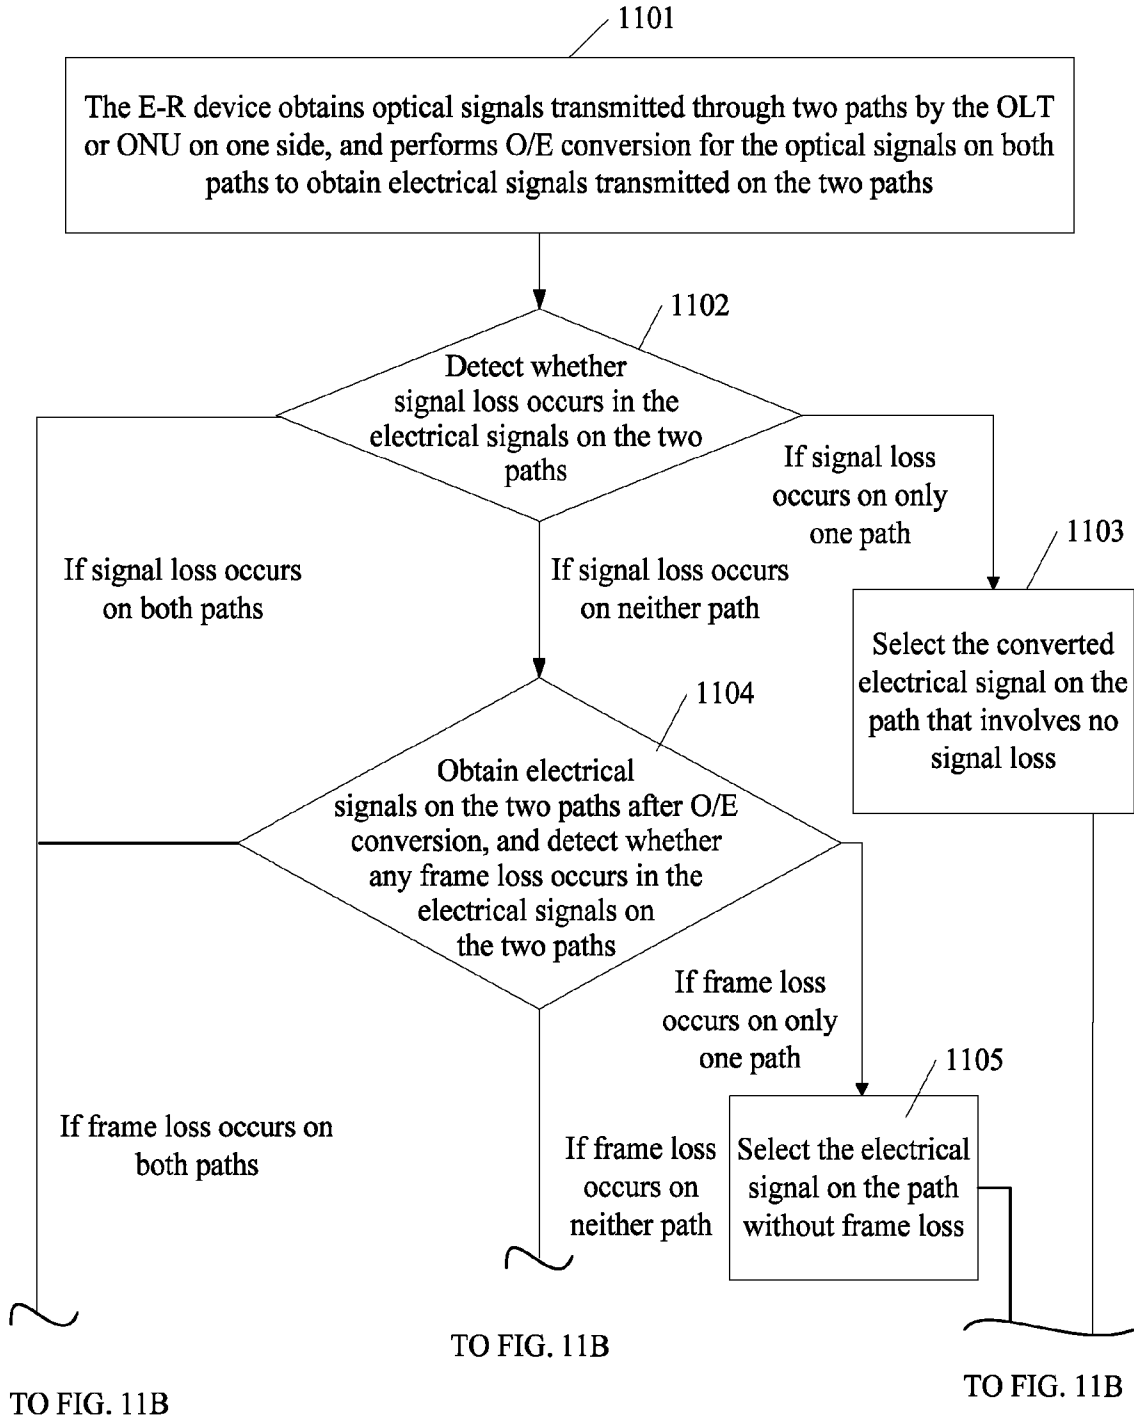 1101
The E-R device obtains optical signals transmitted through two paths by the OLT
or ONU on one side, and performs O/E conversion for the optical signals on both
paths to obtain electrical signals transmitted on the two paths
1102
Detect whether
signal loss occurs in the
electrical signals on the two
paths
If signal loss
occurs on only
one path
1103
If signal loss occurs
on both paths
If signal loss occurs
on neither path
Select the converted
electrical signal on the
path that involves no
signal loss
1104
Obtain electrical
signals on the two paths after O/E
conversion, and detect whether
any frame loss occurs in the
electrical signals on
the two paths
If frame loss
occurs on only
one path
1105
If frame loss occurs on
both paths
If frame loss
occurs on
neither path
Select the electrical
signal on the path
without frame loss
TO FIG. 11B
TO FIG. 11B
TO FIG. 11B